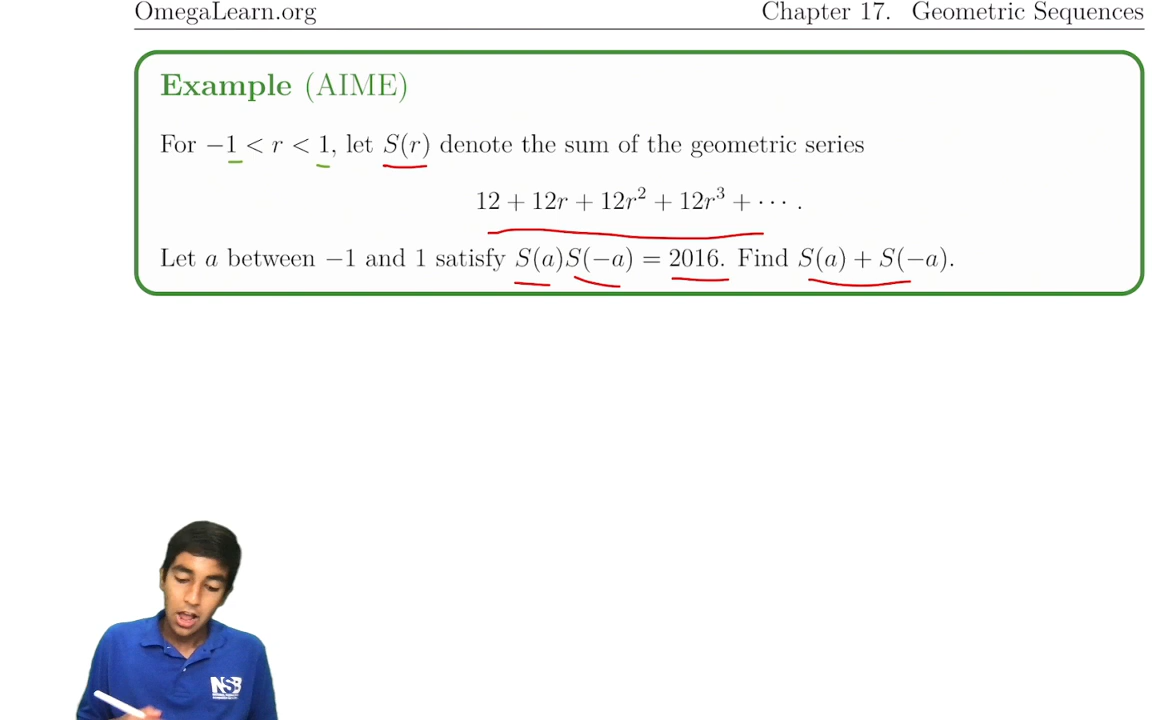 OmegaLearn.org Chapter 17. Geometric Sequences
Example (AIME)
For −1 < r < 1, let S(r) denote the sum of the geometric series
12 + 12r + 12r² + 12r³ + ··· .
Let a between −1 and 1 satisfy S(a)S(−a) = 2016. Find S(a) + S(−a).
NSB